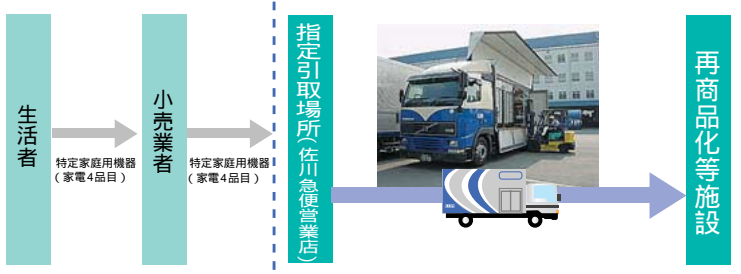 生活者
特定家庭用機器
(家電4品目)
小売業者
特定家庭用機器
(家電4品目)
指定引取場所(佐川急便営業店)
再商品化等施設